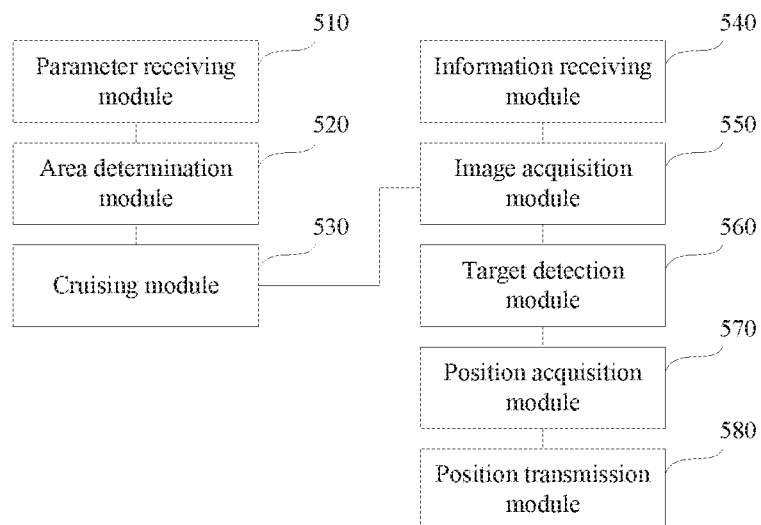 510
Parameter receiving
module
520
Area determination
module
530
Cruising module
540
Information receiving
module
550
Image acquisition
module
560
Target detection
module
570
Position acquisition
module
580
Position transmission
module